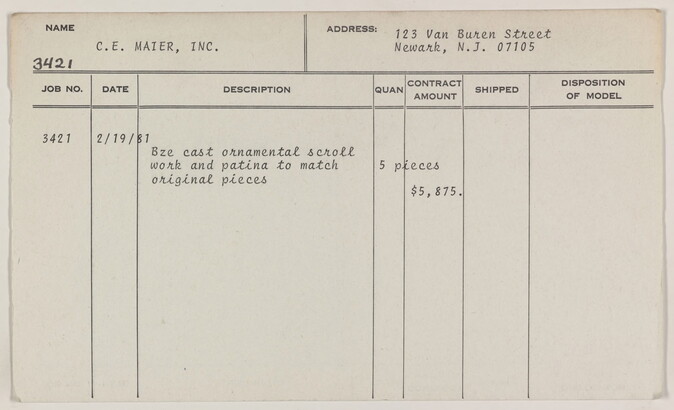 NAME
C.E. MAIER, INC.
ADDRESS: 123 Van Buren Street
Newark, N.J. 07105
3421
JOB NO. DATE DESCRIPTION QUAN CONTRACT AMOUNT SHIPPED DISPOSITION OF MODEL
3421 2/19/81
Bze cast ornamental scroll
work and patina to match 5 pieces
original pieces
$5,875.